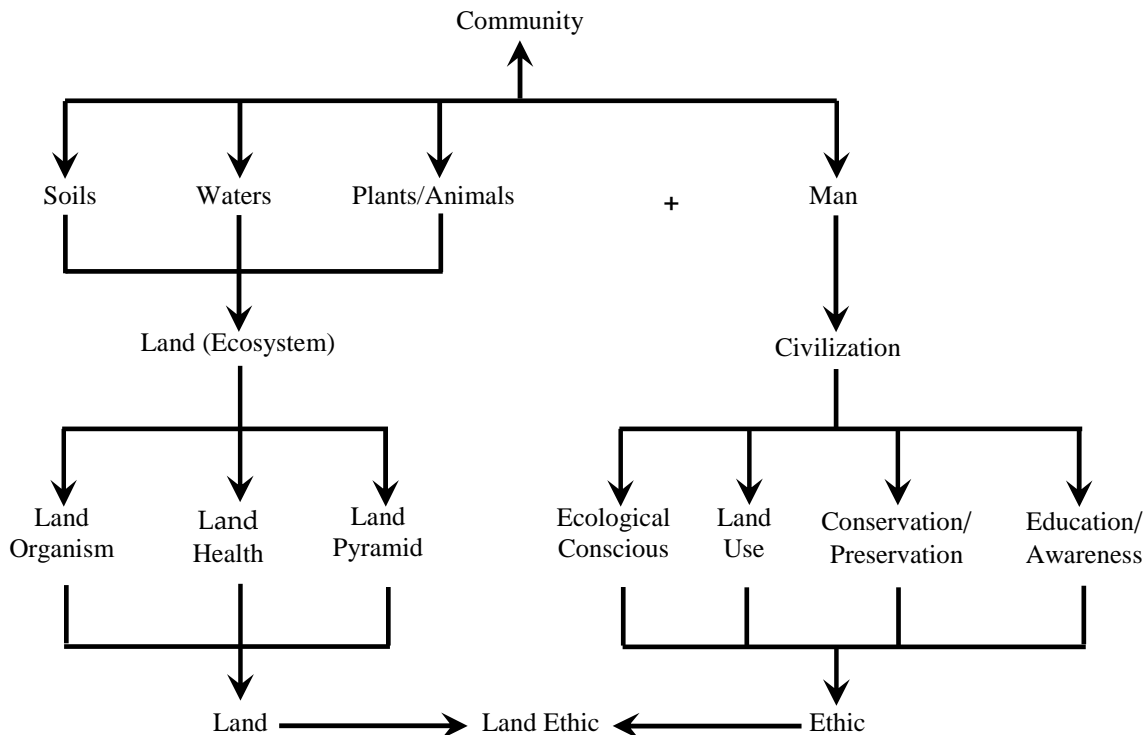 Community
Soils
Waters
Plants/Animals
+
Man
Land (Ecosystem)
Civilization
Land
Organism
Land
Health
Land
Pyramid
Ecological
Conscious
Land
Use
Conservation/
Preservation
Education/
Awareness
Land
Land Ethic
Ethic